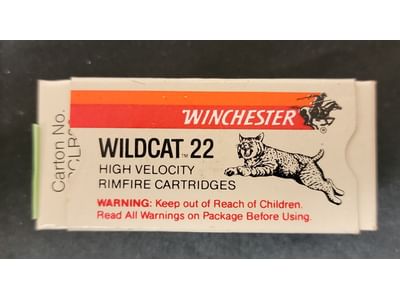 WINCHESTER
®
WILDCAT™ 22
HIGH VELOCITY
RIMFIRE CARTRIDGES
WARNING: Keep out of Reach of Children.
Read All Warnings on Package Before Using.
Carton No.